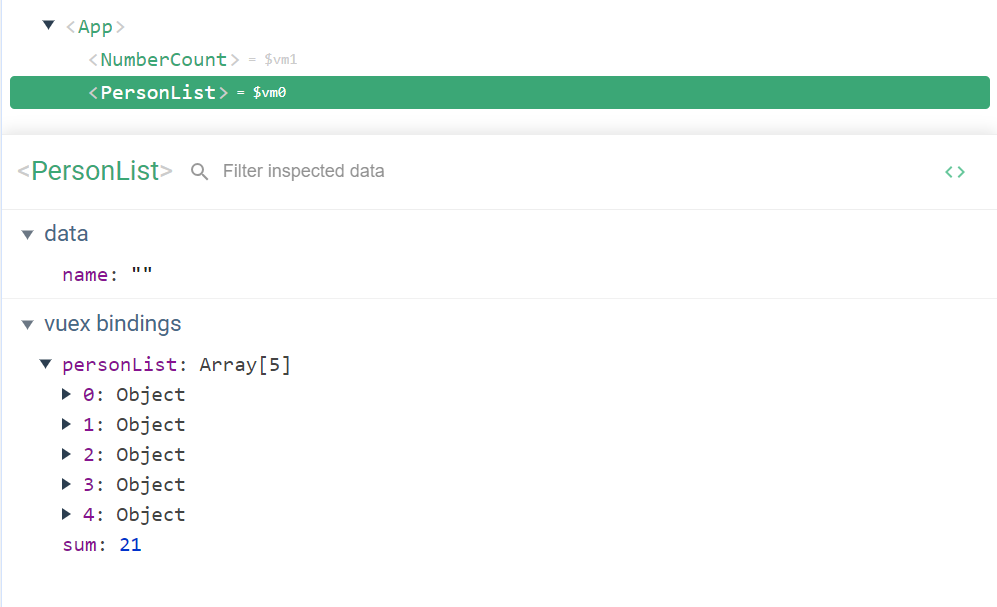 <App>
<NumberCount> = $vm1
<PersonList> = $vm0
<PersonList> Filter inspected data < >
data
name: ""
vuex bindings
personList: Array[5]
0: Object
1: Object
2: Object
3: Object
4: Object
sum: 21